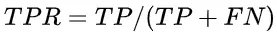 TPR = TP/(TP + FN)